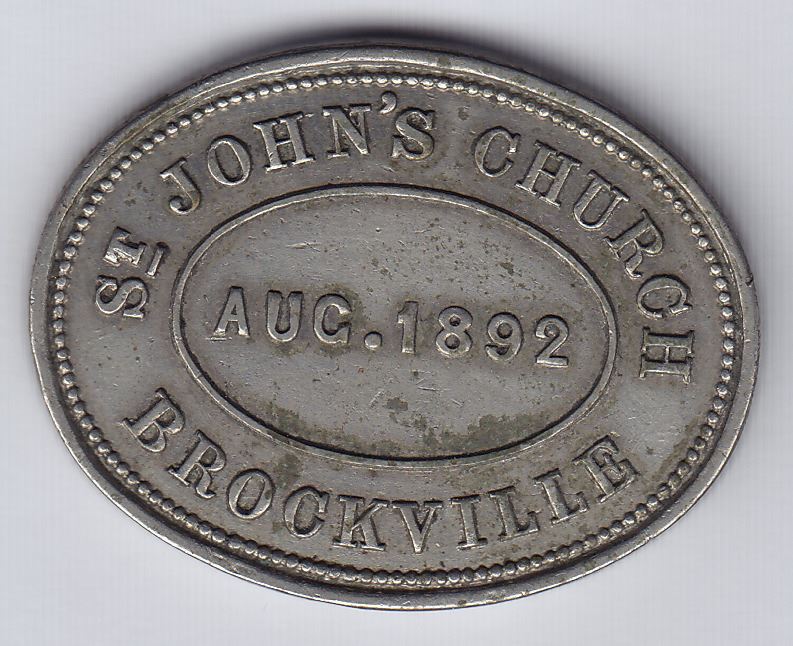 ST JOHN'S CHURCH
AUG. 1892
BROCKVILLE